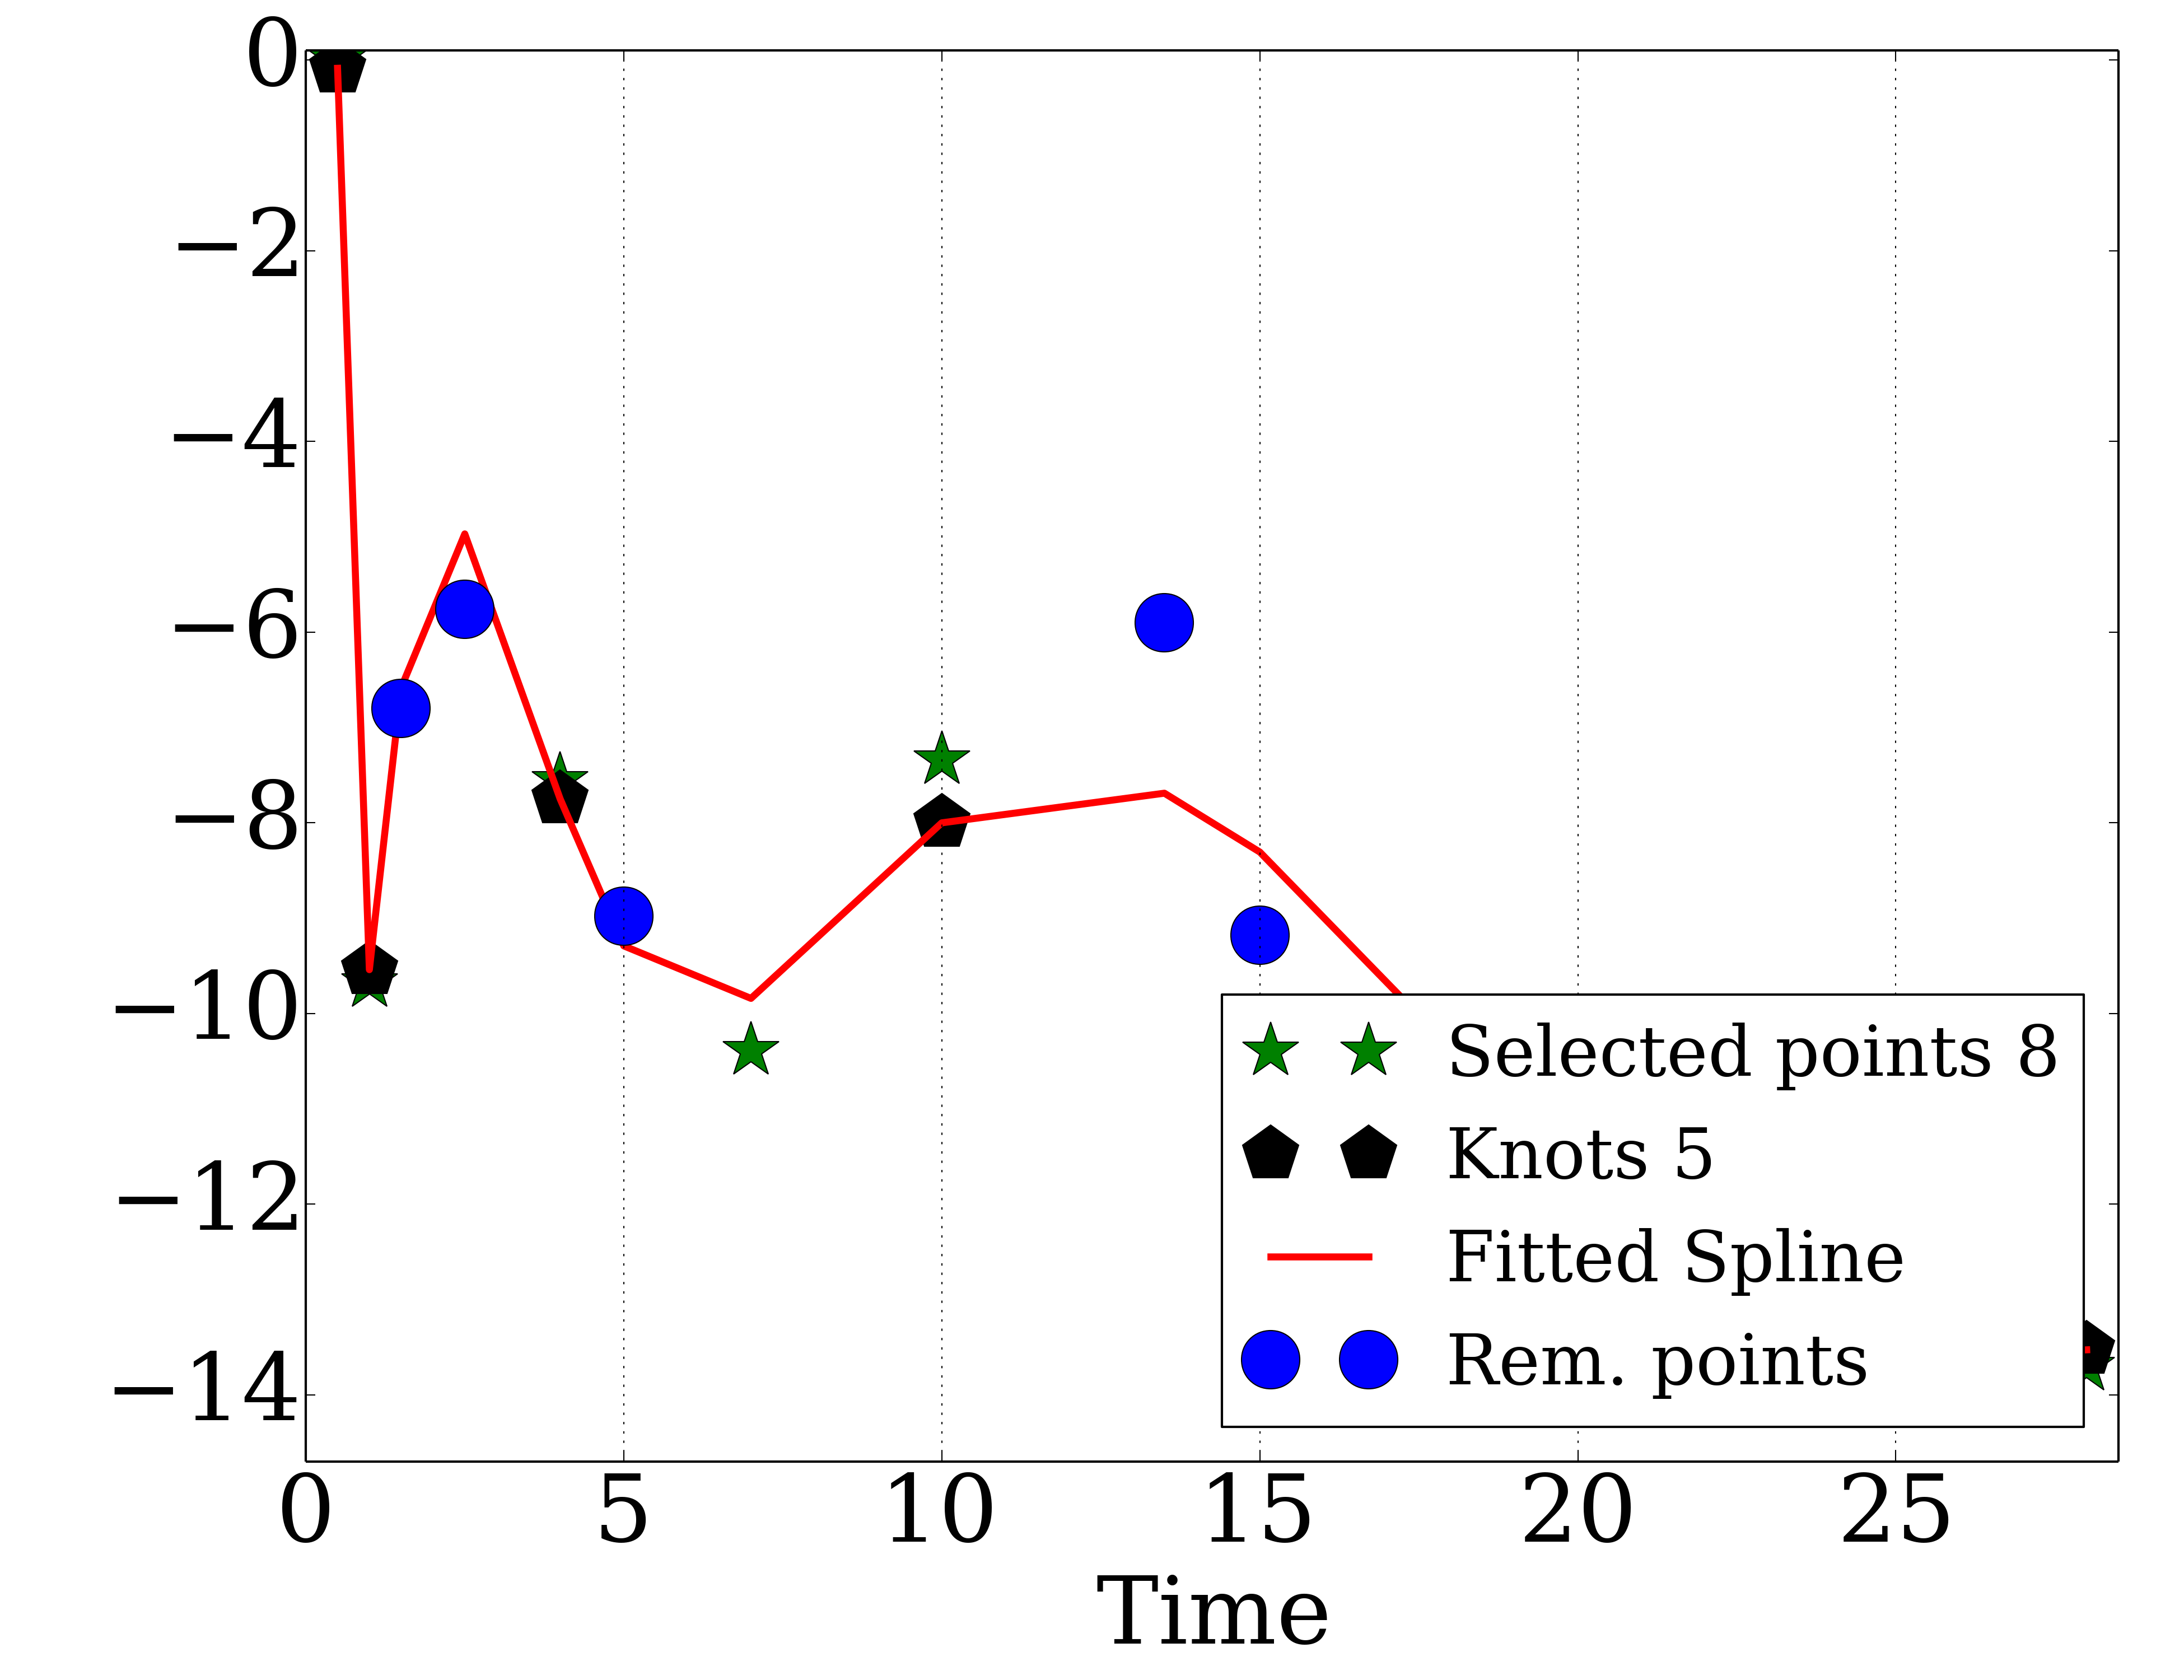 0
−2
−4
−6
−8
−10
−12
−14
Selected points 8
Knots 5
Fitted Spline
Rem. points
0 5 10 15 20 25
Time